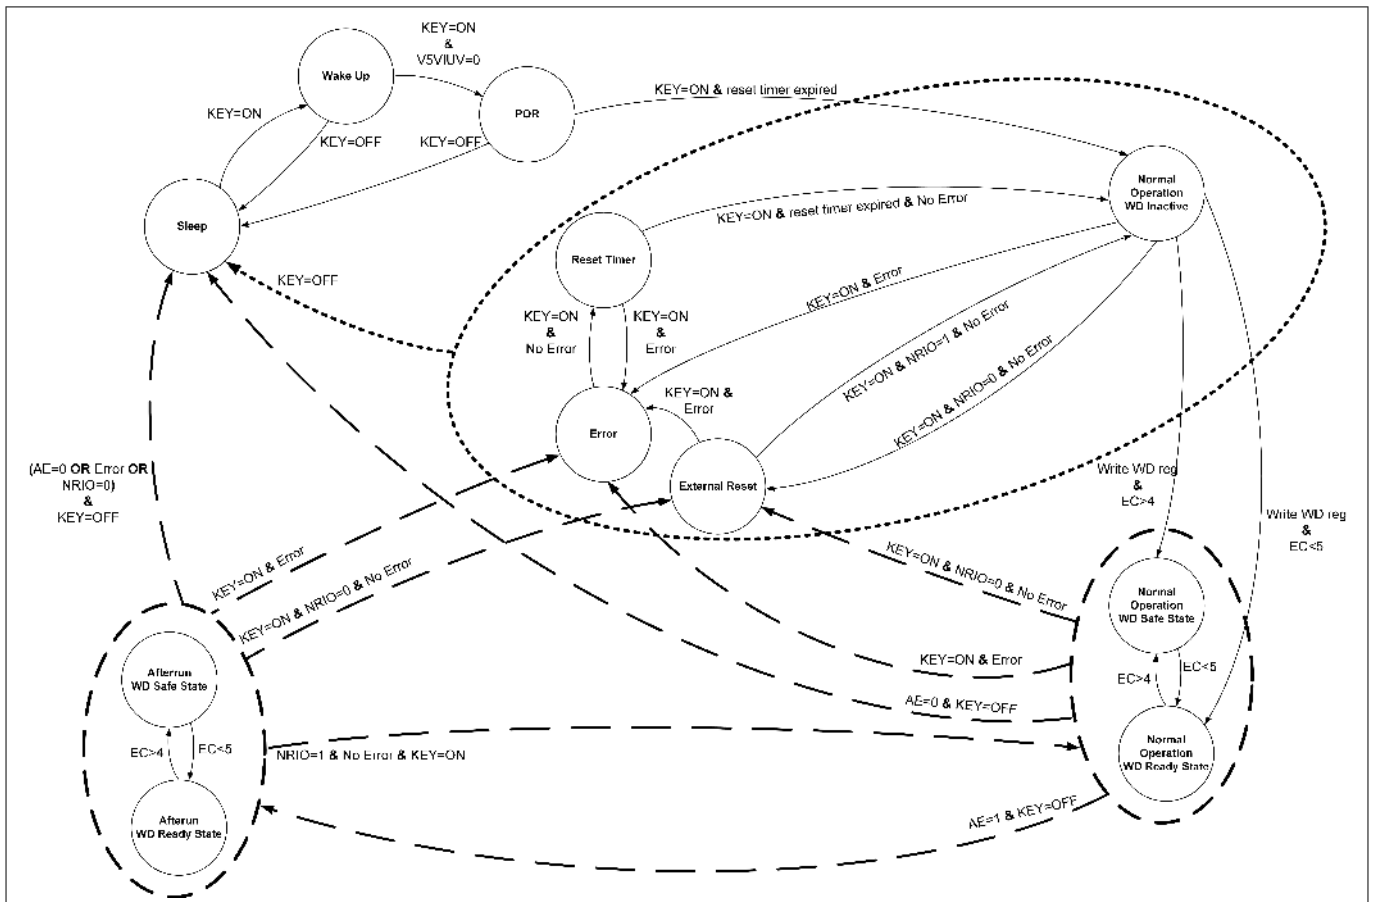 KEY=ON
&
V5VIUV=0
Wake Up
POR
KEY=ON
KEY=OFF
KEY=OFF
KEY=ON & reset timer expired
Sleep
Normal
Operation
WD Inactive
KEY=ON & reset timer expired & No Error
Reset Timer
KEY=OFF
KEY=ON & Error
KEY=ON
&
No Error
KEY=ON
&
Error
KEY=ON & NRIO=1 & No Error
KEY=ON & NRIO=0 & No Error
KEY=ON &
Error
Error
External Reset
(AE=0 OR Error OR
NRIO=0)
&
KEY=OFF
Write WD reg
&
EC>4
Write WD reg
&
EC<5
KEY=ON & Error
KEY=ON & NRIO=0 & No Error
KEY=ON & NRIO=0 & No Error
Normal
Operation
WD Safe State
KEY=ON & Error
EC>4
EC<5
AE=0 & KEY=OFF
Afterrun
WD Safe State
EC>4
EC<5
NRIO=1 & No Error & KEY=ON
Normal
Operation
WD Ready State
AE=1 & KEY=OFF
Afterun
WD Ready State